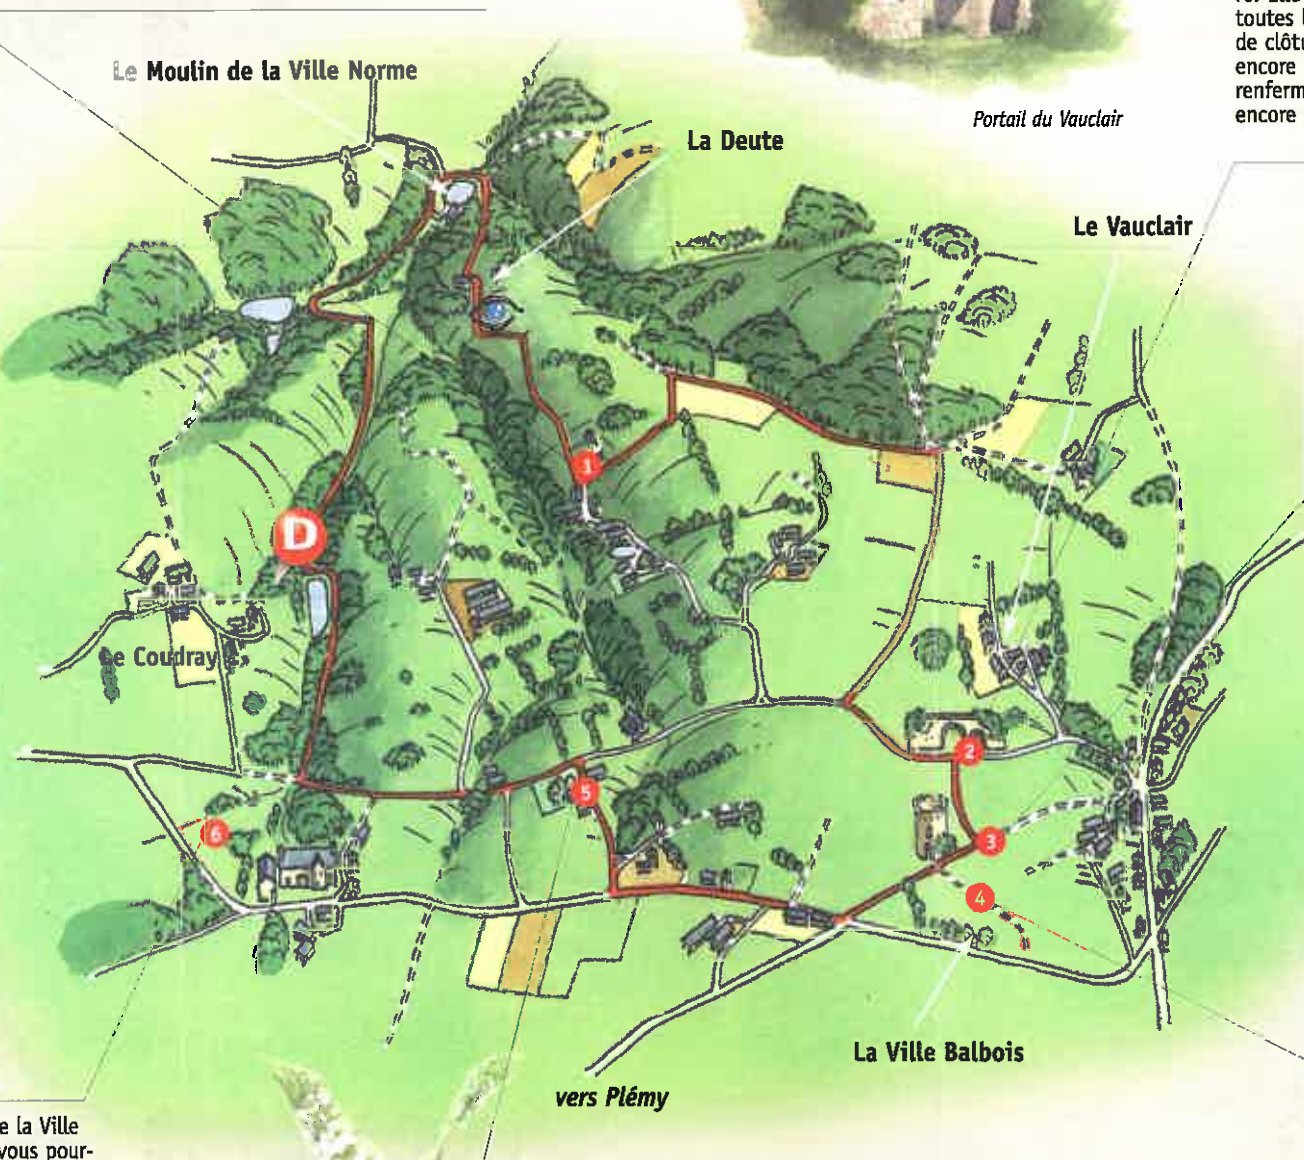 Le Moulin de la Ville Norme
toutes l
de clôtu
encore
renferm
encore
Portail du Vauclair
La Deute
Le Vauclair
1
D
Le Coudray
2
5
6
3
4
La Ville Balbois
vers Plémy
e la Ville
vous pour-